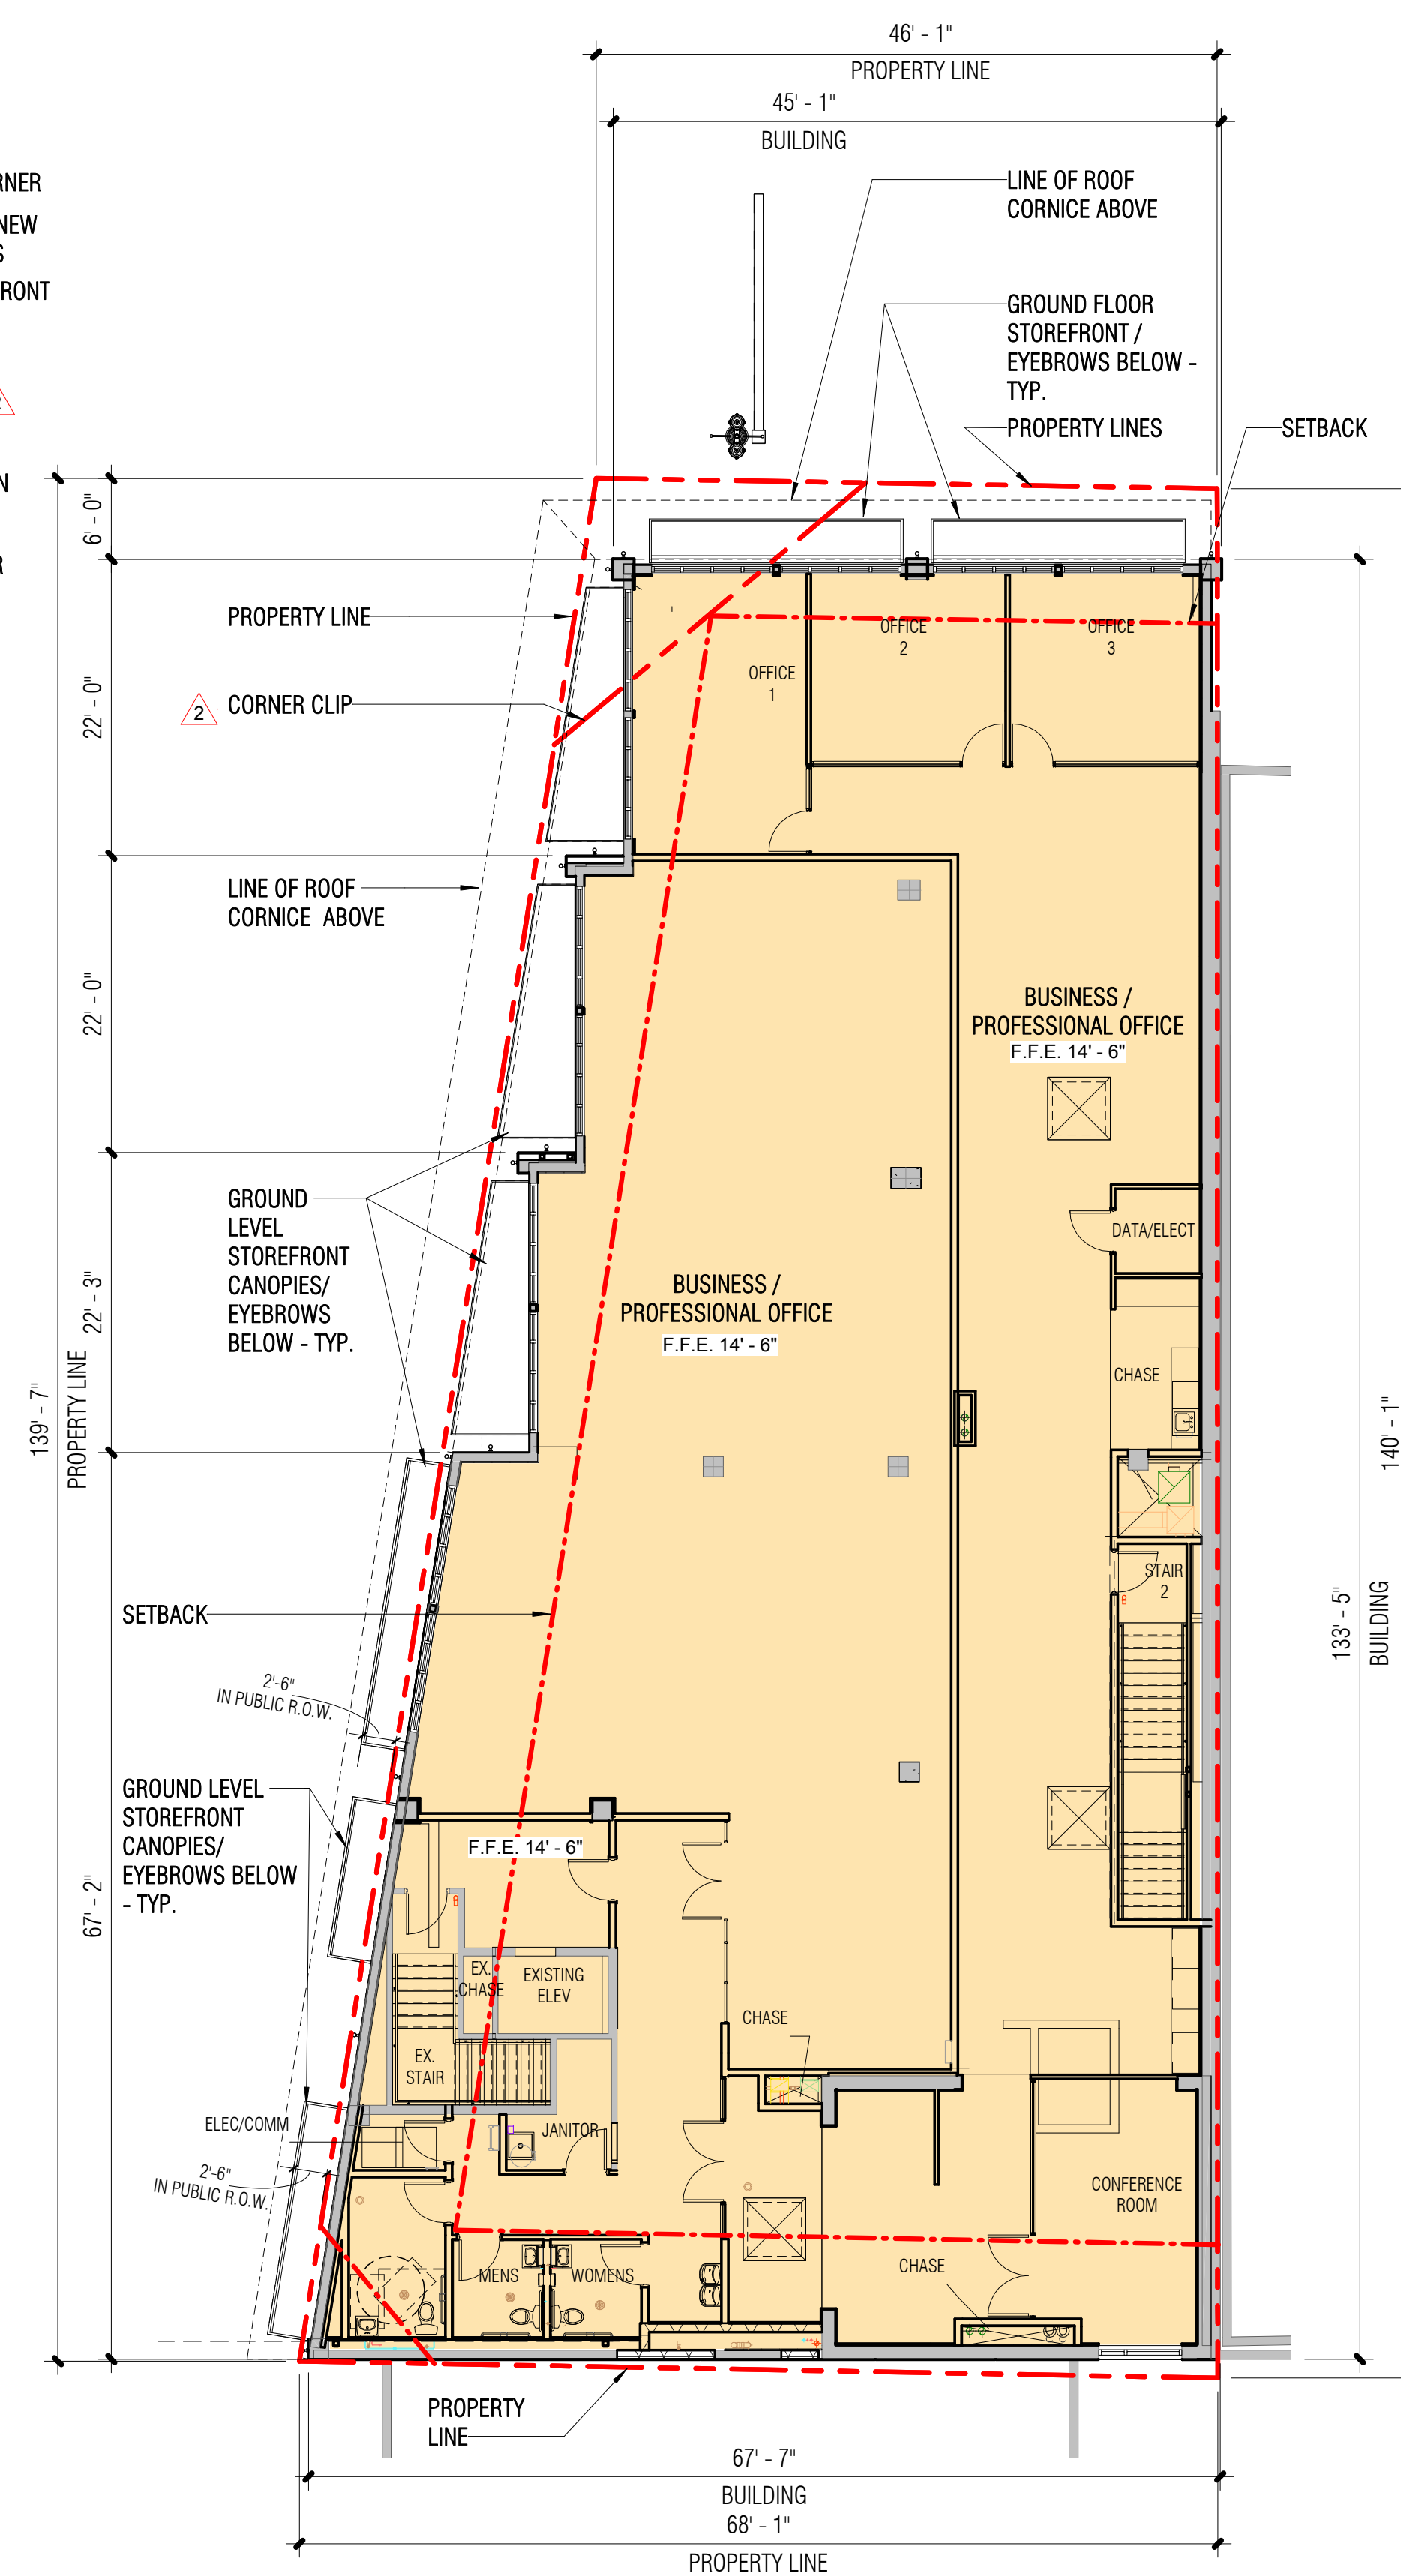 46' - 1"
PROPERTY LINE
45' - 1"
BUILDING
LINE OF ROOF
CORNICE ABOVE
RNER
NEW
S
RONT
GROUND FLOOR
STOREFRONT /
EYEBROWS BELOW -
TYP.
PROPERTY LINES
SETBACK
N
R
6' - 0"
PROPERTY LINE
2
CORNER CLIP
22' - 0"
OFFICE
1
OFFICE
2
OFFICE
3
LINE OF ROOF
CORNICE ABOVE
22' - 0"
BUSINESS /
PROFESSIONAL OFFICE
F.F.E. 14' - 6"
GROUND
LEVEL
STOREFRONT
CANOPIES/
EYEBROWS
BELOW - TYP.
22' - 3"
DATA/ELECT
BUSINESS /
PROFESSIONAL OFFICE
F.F.E. 14' - 6"
CHASE
139' - 7"
PROPERTY LINE
140' - 1"
133' - 5"
BUILDING
STAIR
2
SETBACK
2'-6"
IN PUBLIC R.O.W.
GROUND LEVEL
STOREFRONT
CANOPIES/
EYEBROWS BELOW
- TYP.
67' - 2"
F.F.E. 14' - 6"
EX.
CHASE
EXISTING
ELEV
CHASE
EX.
STAIR
ELEC/COMM
JANITOR
2'-6"
IN PUBLIC R.O.W.
CONFERENCE
ROOM
MENS
WOMENS
CHASE
PROPERTY
LINE
67' - 7"
BUILDING
68' - 1"
PROPERTY LINE